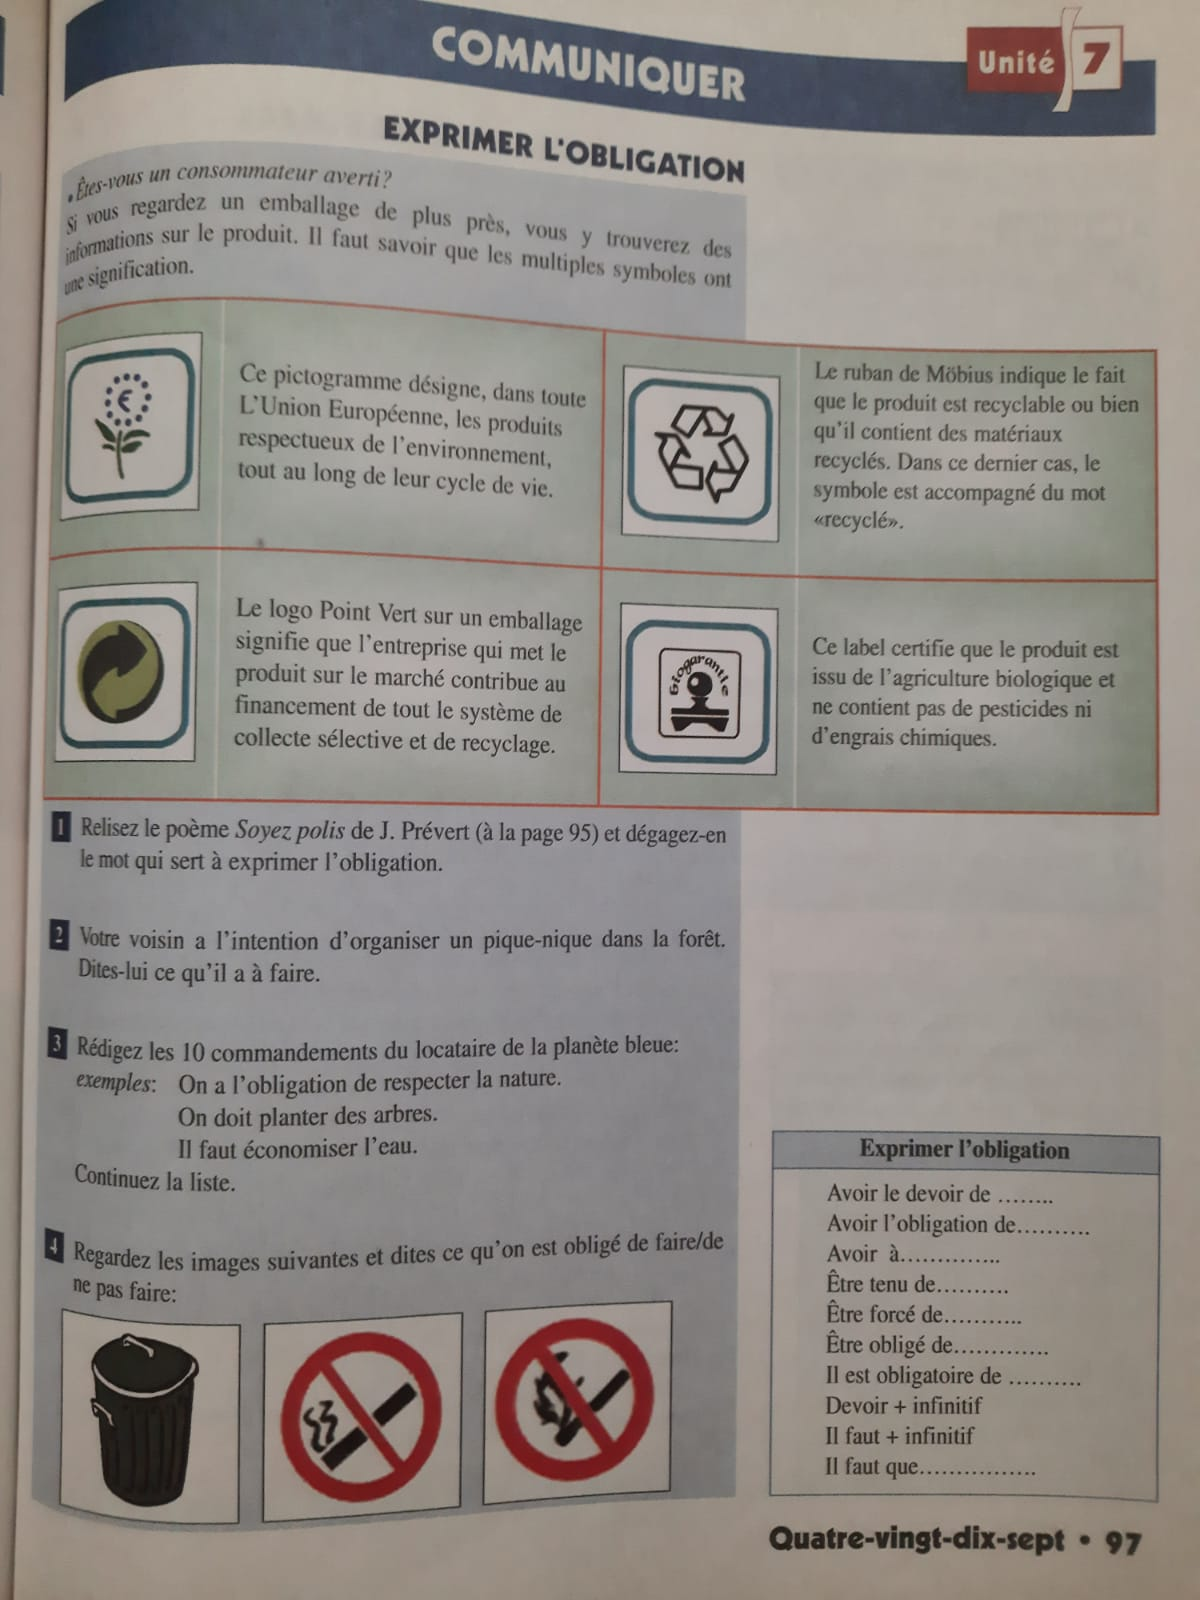 COMMUNIQUER
Unité 7
EXPRIMER L'OBLIGATION
• Êtes-vous un consommateur averti?
Si vous regardez un emballage de plus près, vous y trouverez des
informations sur le produit. Il faut savoir que les multiples symboles ont
une signification.
€
Ce pictogramme désigne, dans toute
L'Union Européenne, les produits
respectueux de l'environnement,
tout au long de leur cycle de vie.
Le ruban de Möbius indique le fait
que le produit est recyclable ou bien
qu'il contient des matériaux
recyclés. Dans ce dernier cas, le
symbole est accompagné du mot
«recyclé».
Le logo Point Vert sur un emballage
signifie que l'entreprise qui met le
produit sur le marché contribue au
financement de tout le système de
collecte sélective et de recyclage.
biogarantie
Ce label certifie que le produit est
issu de l'agriculture biologique et
ne contient pas de pesticides ni
d'engrais chimiques.
1 Relisez le poème Soyez polis de J. Prévert (à la page 95) et dégagez-en
le mot qui sert à exprimer l'obligation.
2 Votre voisin a l'intention d'organiser un pique-nique dans la forêt.
Dites-lui ce qu'il a à faire.
3 Rédigez les 10 commandements du locataire de la planète bleue:
exemples: On a l'obligation de respecter la nature.
On doit planter des arbres.
Il faut économiser l'eau.
Continuez la liste.
4 Regardez les images suivantes et dites ce qu'on est obligé de faire/de
ne pas faire:
Exprimer l'obligation
Avoir le devoir de ........
Avoir l'obligation de..........
Avoir à.............
Être tenu de..........
Être forcé de...........
Être obligé de.............
Il est obligatoire de ..........
Devoir + infinitif
Il faut + infinitif
Il faut que................
Quatre-vingt-dix-sept • 97